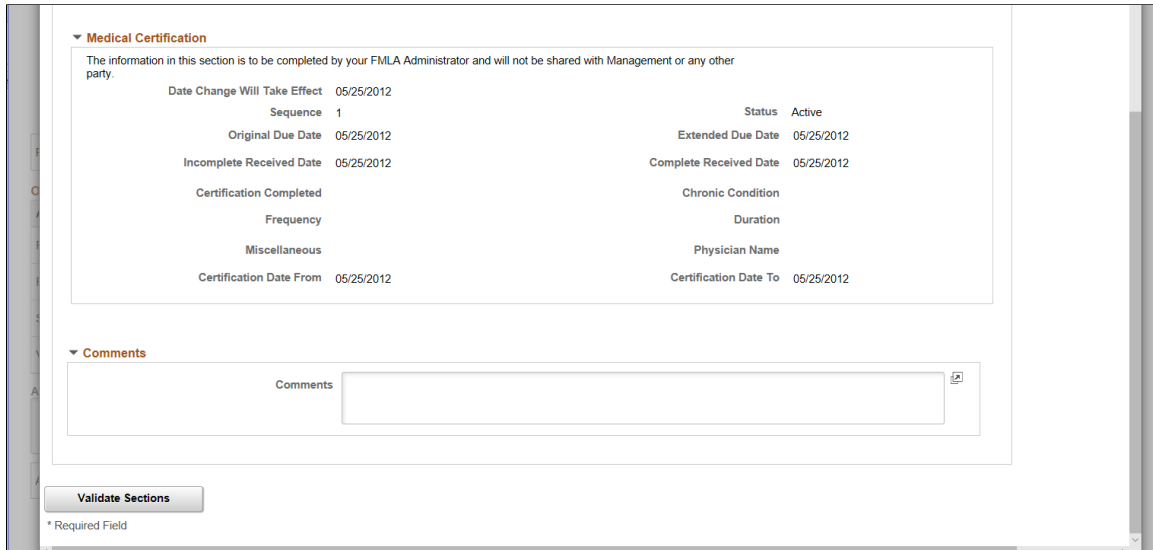 Medical Certification
The information in this section is to be completed by your FMLA Administrator and will not be shared with Management or any other
party.
Date Change Will Take Effect 05/25/2012
Sequence 1 Status Active
Original Due Date 05/25/2012 Extended Due Date 05/25/2012
Incomplete Received Date 05/25/2012 Complete Received Date 05/25/2012
Certification Completed Chronic Condition
Frequency Duration
Miscellaneous Physician Name
Certification Date From 05/25/2012 Certification Date To 05/25/2012
Comments
Comments
Validate Sections
* Required Field